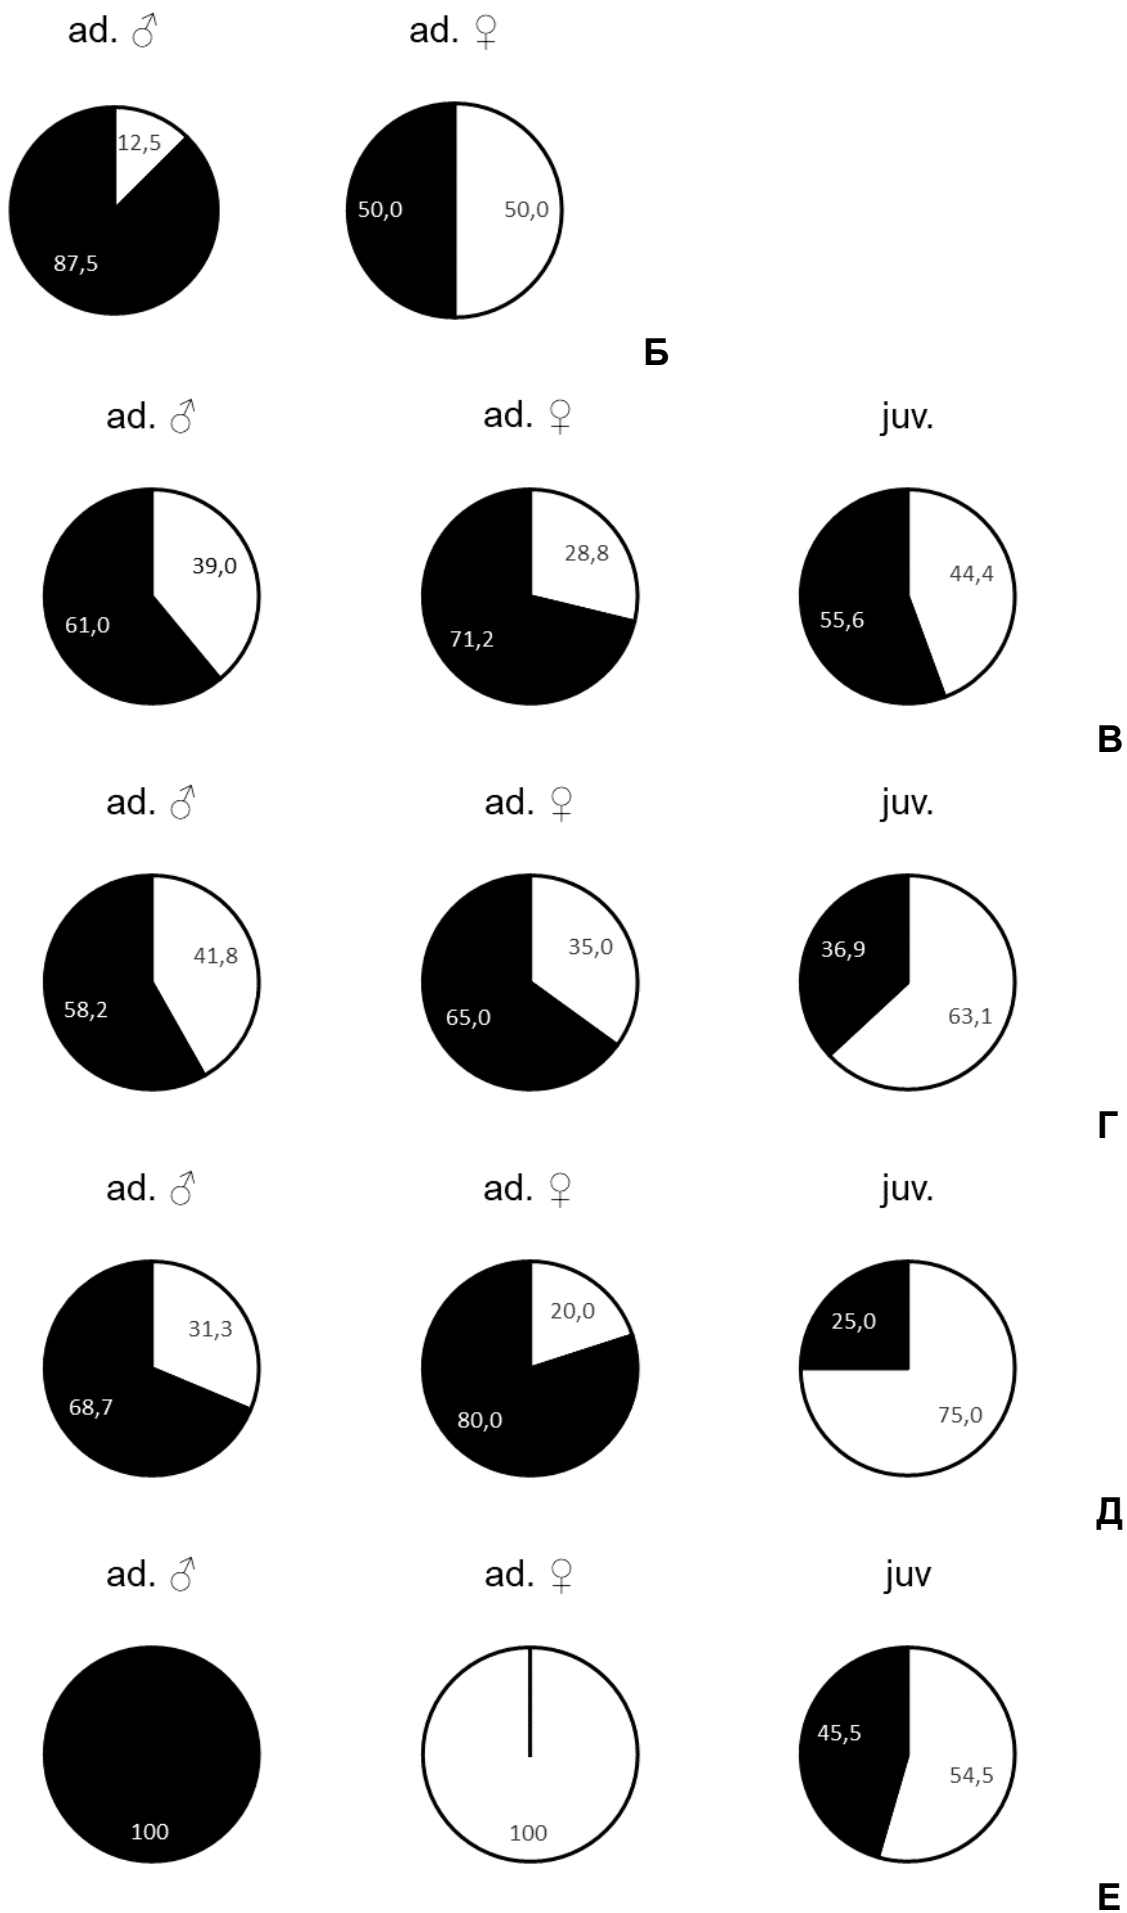 ad. ♂ ad. ♀
12,5
87,5
50,0 50,0
Б
ad. ♂ ad. ♀ juv.
39,0
61,0
28,8
71,2
44,4
55,6
В
ad. ♂ ad. ♀ juv.
41,8
58,2
35,0
65,0
36,9
63,1
Г
ad. ♂ ad. ♀ juv.
31,3
68,7
20,0
80,0
25,0
75,0
Д
ad. ♂ ad. ♀ juv
100
100
45,5
54,5
Е